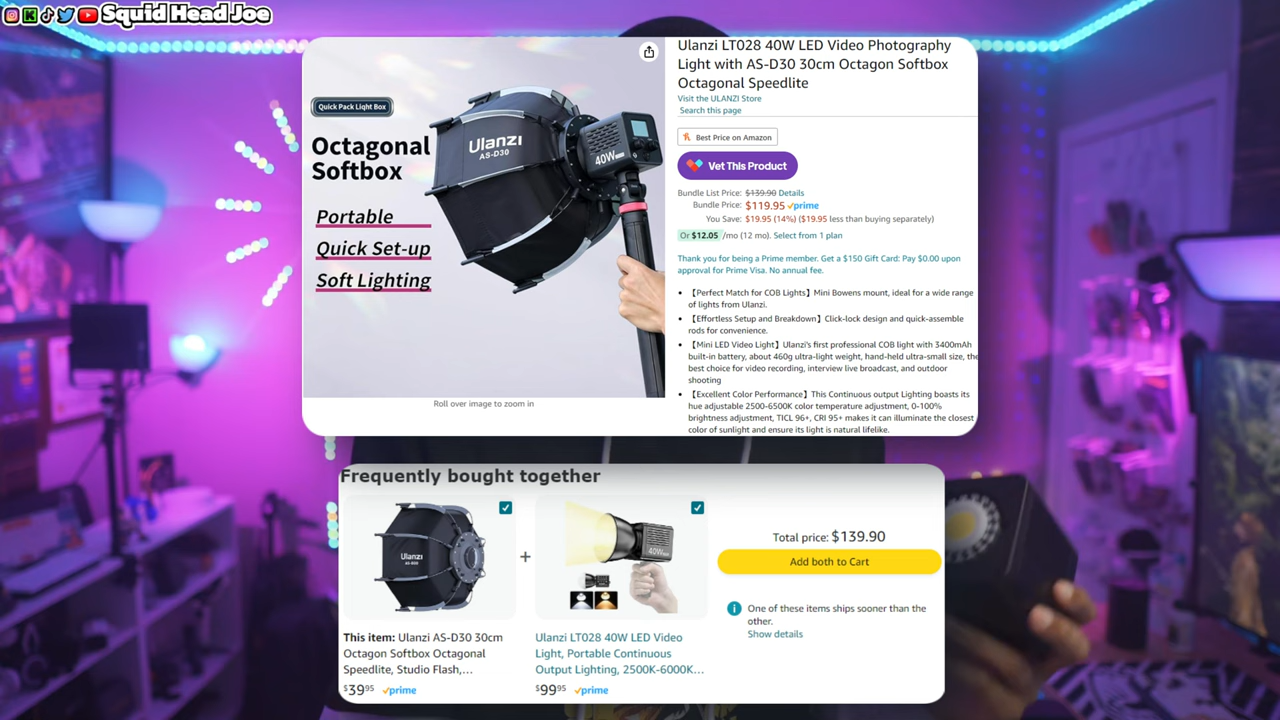 Squid Head Joe
Quick Pack Light Box
Octagonal
Softbox
Portable
Quick Set-up
Soft Lighting
Ulanzi
AS-D30
40W
Roll over image to zoom in
Ulanzi LT028 40W LED Video Photography
Light with AS-D30 30cm Octagon Softbox
Octagonal Speedlite
Visit the ULANZI Store
Search this page
Best Price on Amazon
Vet This Product
Bundle List Price: $139.90 Details
Bundle Price: $119.95 prime
You Save: $19.95 (14%) ($19.95 less than buying separately)
Or $12.05 /mo (12 mo). Select from 1 plan
Thank you for being a Prime member. Get a $150 Gift Card: Pay $0.00 upon
approval for Prime Visa. No annual fee.
• 【Perfect Match for COB Lights】Mini Bowens mount, ideal for a wide range
of lights from Ulanzi.
• 【Effortless Setup and Breakdown】Click-lock design and quick-assemble
rods for convenience.
• 【Mini LED Video Light】Ulanzi's first professional COB light with 3400mAh
built-in battery, about 460g ultra-light weight, hand-held ultra-small size, the
best choice for video recording, interview live broadcast, and outdoor
shooting
• 【Excellent Color Performance】This Continuous output Lighting boasts its
hue adjustable 2500-6500K color temperature adjustment, 0-100%
brightness adjustment, TICL 96+, CRI 95+ makes it can illuminate the closest
color of sunlight and ensure its light is natural lifelike.
Frequently bought together
Ulanzi
AS-D30
+
40W
This item: Ulanzi AS-D30 30cm
Octagon Softbox Octagonal
Speedlite, Studio Flash,...
$39.95 prime
Ulanzi LT028 40W LED Video
Light, Portable Continuous
Output Lighting, 2500K-6000K...
$99.95 prime
Total price: $139.90
Add both to Cart
One of these items ships sooner than the
other.
Show details